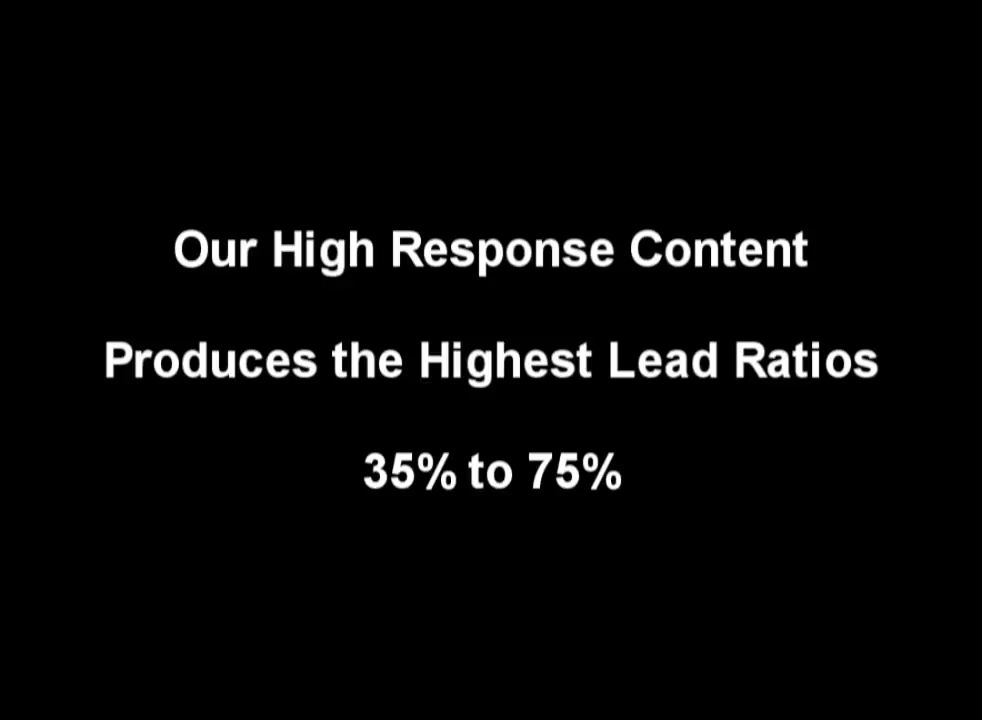 Our High Response Content
Produces the Highest Lead Ratios
35% to 75%